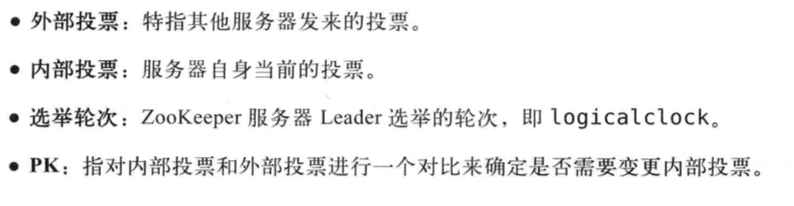 ● 外部投票：特指其他服务器发来的投票。
● 内部投票：服务器自身当前的投票。
● 选举轮次：ZooKeeper 服务器 Leader 选举的轮次，即 logicalclock。
● PK：指对内部投票和外部投票进行一个对比来确定是否需要变更内部投票。